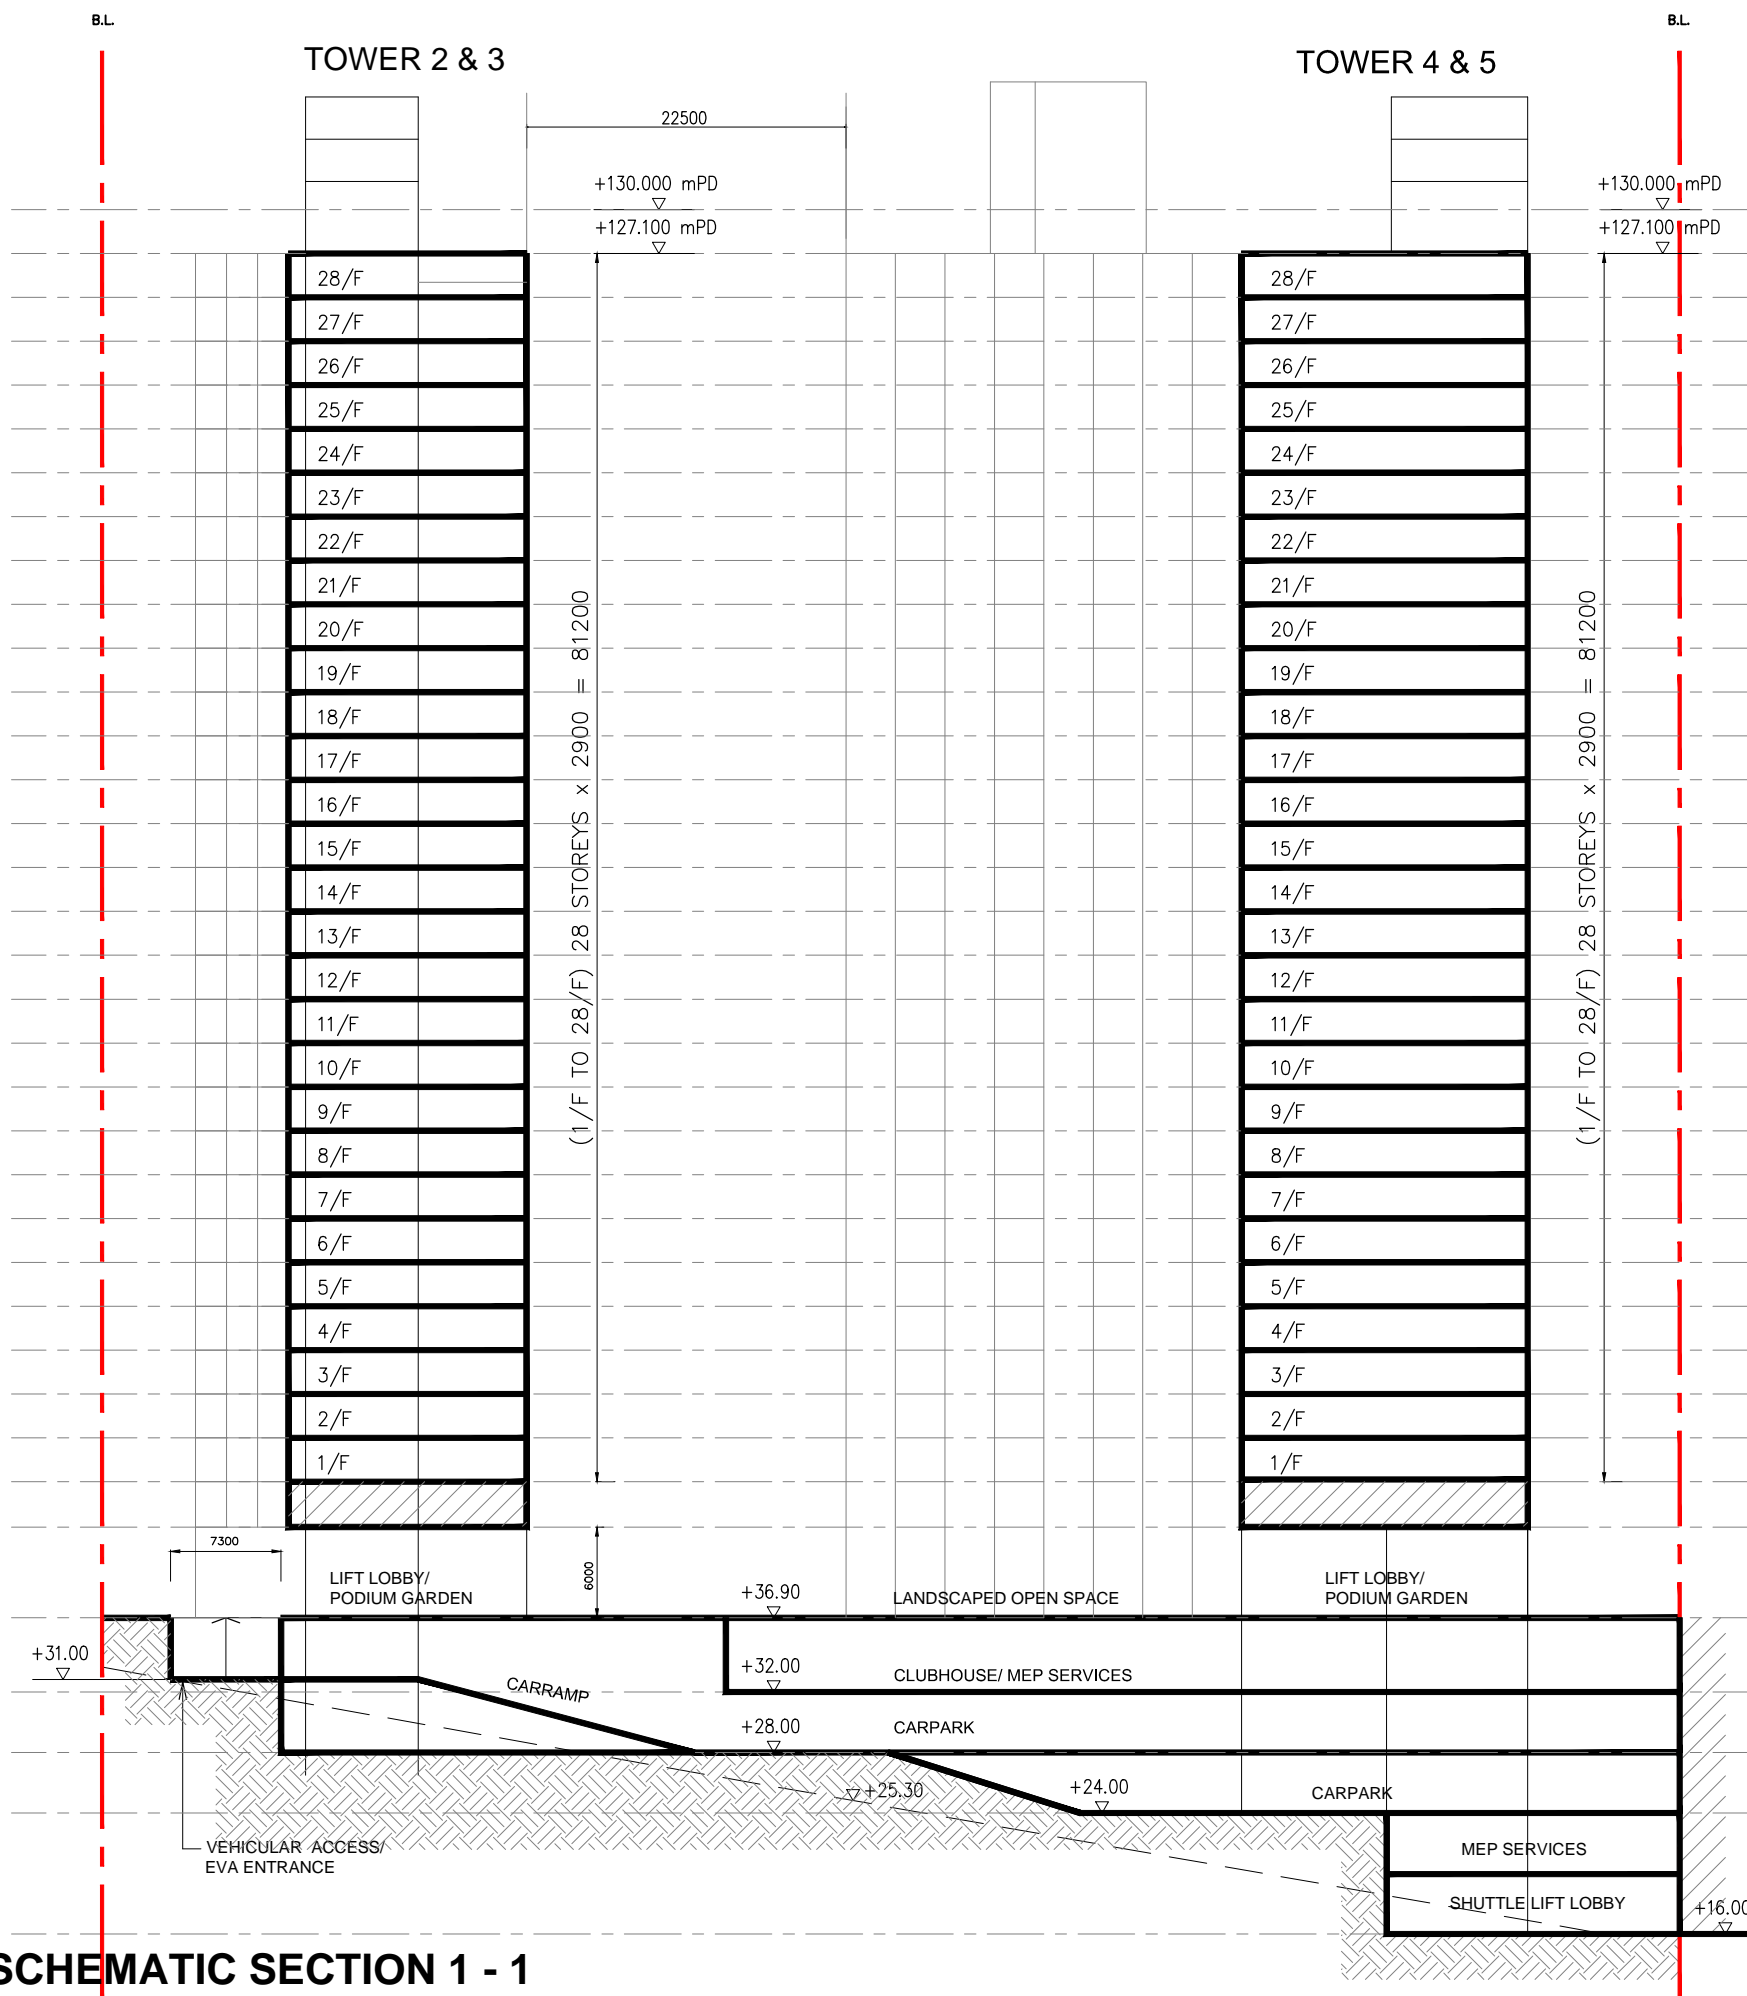 B.L.
B.L.
TOWER 2 & 3
TOWER 4 & 5
22500
+130.000 mPD
+130.000 mPD
+127.100 mPD
+127.100 mPD
28/F
28/F
27/F
27/F
26/F
26/F
25/F
25/F
24/F
24/F
23/F
23/F
22/F
22/F
21/F
21/F
20/F
20/F
19/F
19/F
18/F
18/F
17/F
17/F
16/F
16/F
15/F
15/F
14/F
14/F
13/F
13/F
12/F
12/F
11/F
11/F
10/F
10/F
9/F
9/F
8/F
8/F
7/F
7/F
6/F
6/F
5/F
5/F
4/F
4/F
3/F
3/F
2/F
2/F
1/F
1/F
(1/F TO 28/F) 28 STOREYS x 2900 = 81200
(1/F TO 28/F) 28 STOREYS x 2900 = 81200
7300
6000
LIFT LOBBY/
PODIUM GARDEN
+36.90
LANDSCAPED OPEN SPACE
LIFT LOBBY/
PODIUM GARDEN
+31.00
CARRAMP
+32.00
CLUBHOUSE/ MEP SERVICES
+28.00
CARPARK
+25.30
+24.00
CARPARK
VEHICULAR ACCESS/
EVA ENTRANCE
MEP SERVICES
SHUTTLE LIFT LOBBY
+16.00
SCHEMATIC SECTION 1 - 1